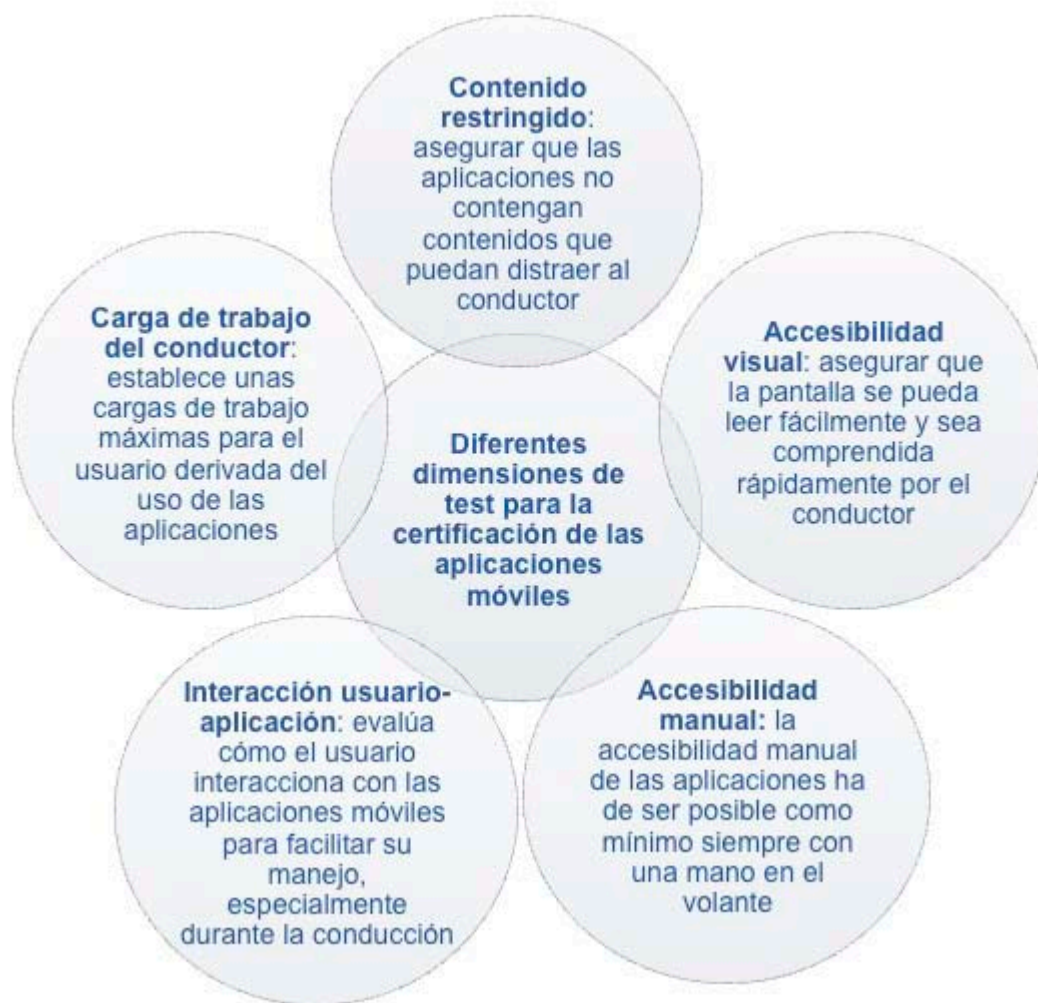 Contenido
restringido:
asegurar que las
aplicaciones no
contengan
contenidos que
puedan distraer al
conductor
Carga de trabajo
del conductor:
establece unas
cargas de trabajo
máximas para el
usuario derivada del
uso de las
aplicaciones
Accesibilidad
visual: asegurar que
la pantalla se pueda
leer fácilmente y sea
comprendida
rápidamente por el
conductor
Diferentes
dimensiones de
test para la
certificación de las
aplicaciones
móviles
Interacción usuario-
aplicación: evalúa
cómo el usuario
interacciona con las
aplicaciones móviles
para facilitar su
manejo,
especialmente
durante la conducción
Accesibilidad
manual: la
accesibilidad manual
de las aplicaciones ha
de ser posible como
mínimo siempre con
una mano en el
volante